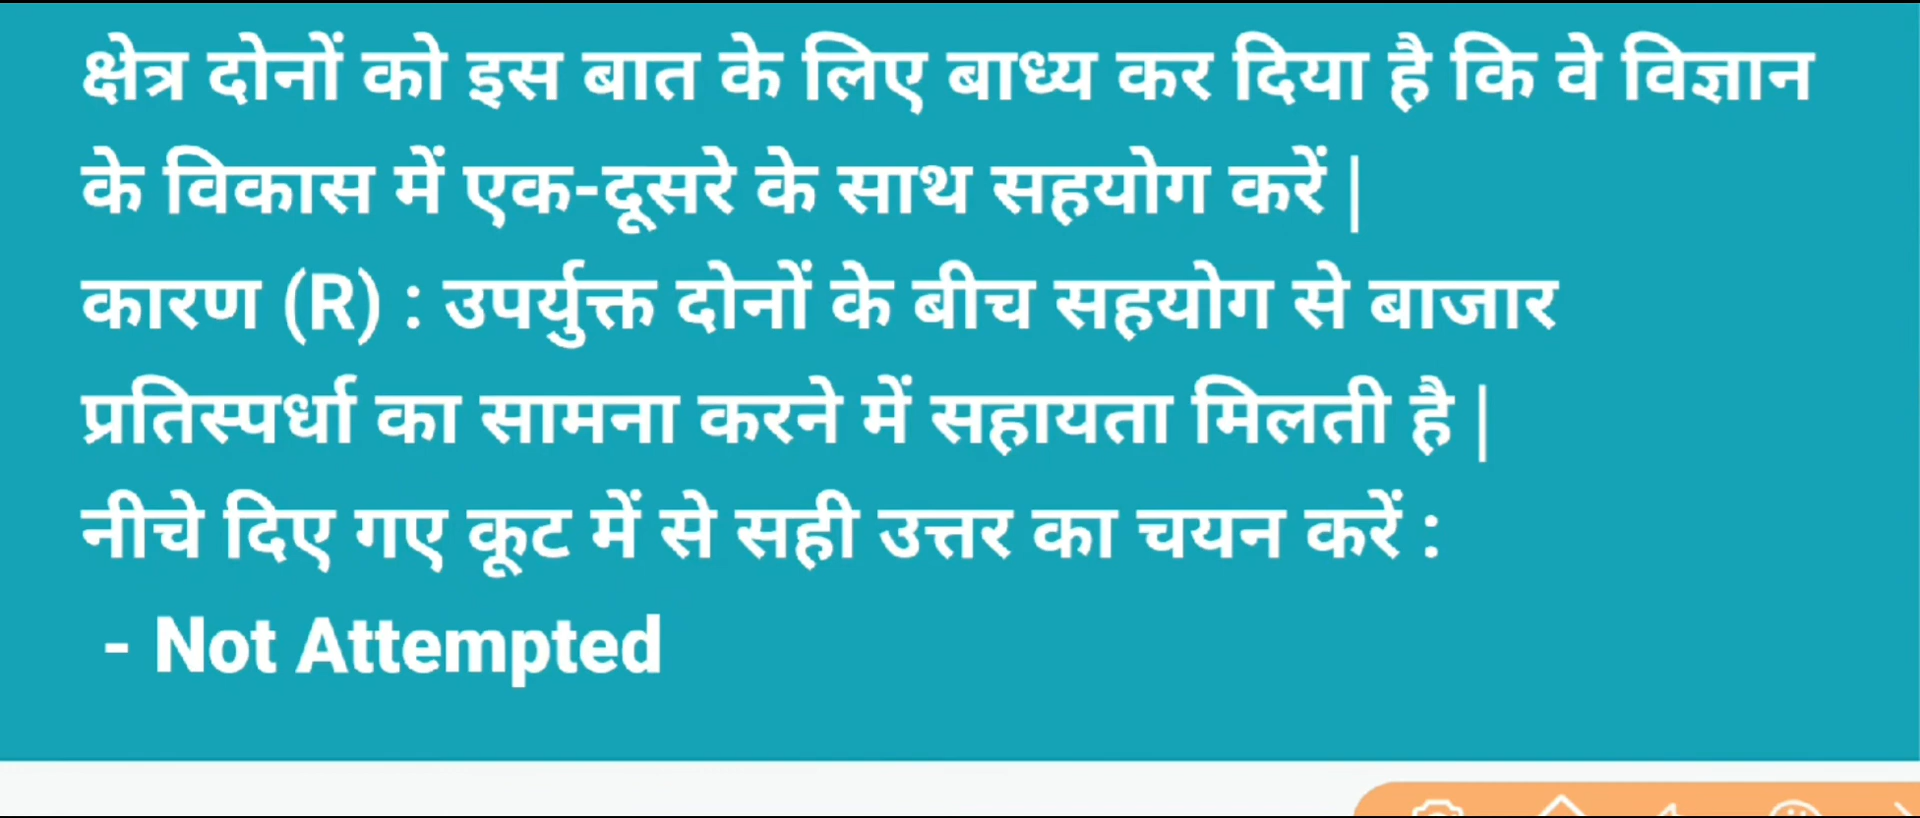 क्षेत्र दोनों को इस बात के लिए बाध्य कर दिया है कि वे विज्ञान
के विकास में एक-दूसरे के साथ सहयोग करें |
कारण (R) : उपर्युक्त दोनों के बीच सहयोग से बाजार
प्रतिस्पर्धा का सामना करने में सहायता मिलती है |
नीचे दिए गए कूट में से सही उत्तर का चयन करें :
- Not Attempted